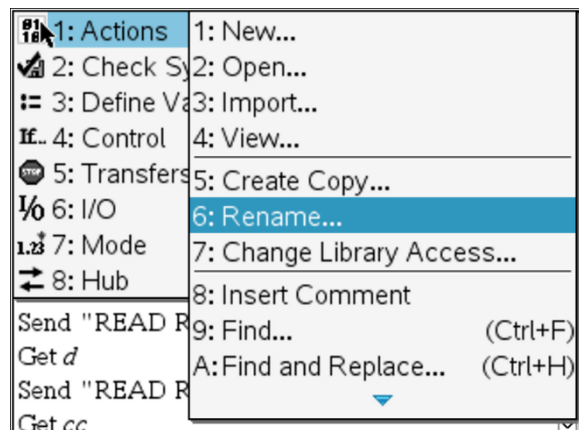 1: Actions
2: Check Sy
3: Define Va
4: Control
5: Transfers
6: I/O
7: Mode
8: Hub
1: New...
2: Open...
3: Import...
4: View...
5: Create Copy...
6: Rename...
7: Change Library Access...
8: Insert Comment
9: Find... (Ctrl+F)
A: Find and Replace... (Ctrl+H)
Send "READ R
Get d
Send "READ R
Get cc